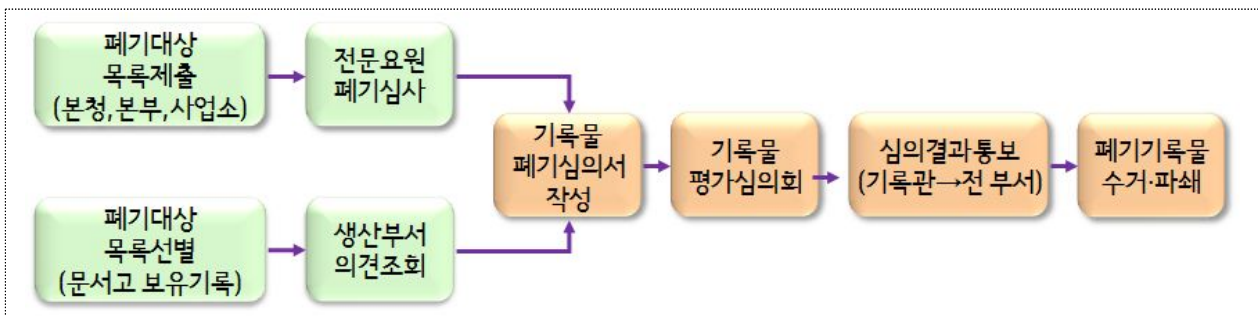 폐기대상
목록제출
(본청,본부,사업소)
전문요원
폐기심사
폐기대상
목록선별
(문서고 보유기록)
생산부서
의견조회
기록물
폐기심의서
작성
기록물
평가심의회
심의결과통보
(기록관→전 부서)
폐기기록물
수거·파쇄